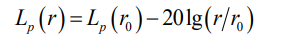 L_p(r) = L_p(r_0) − 20lg(r/r_0)